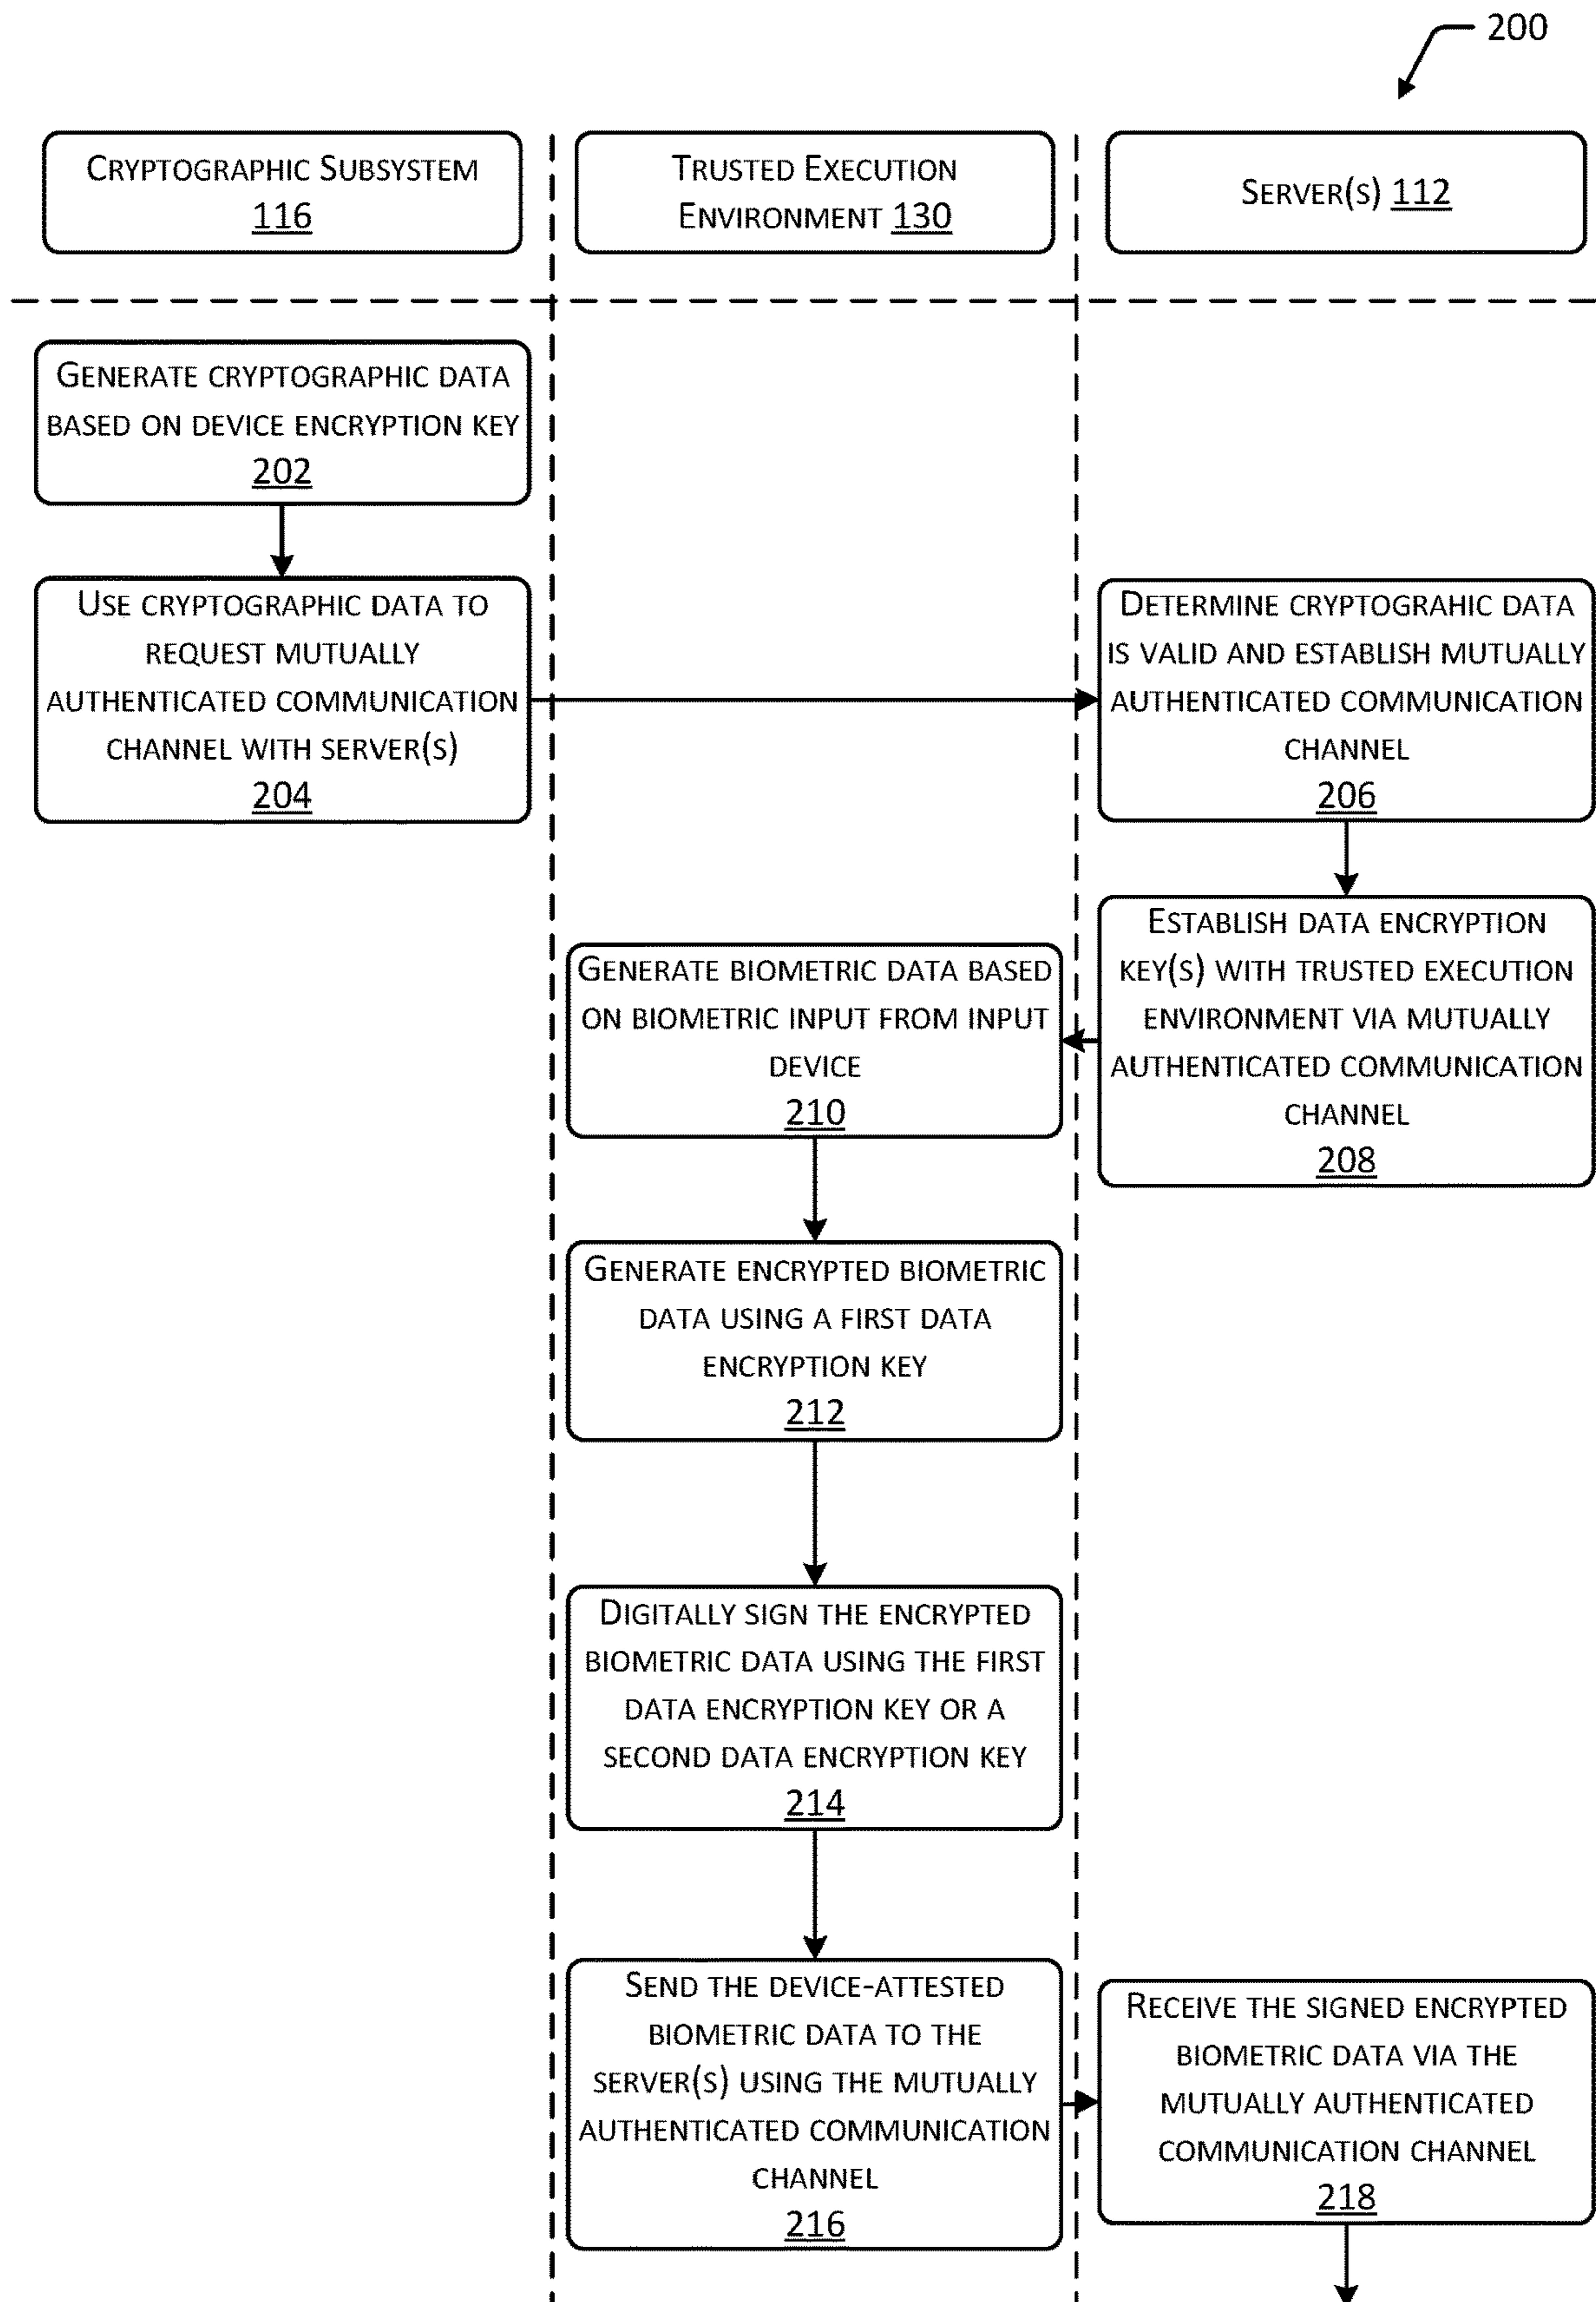 200
Cryptographic Subsystem
116
Trusted Execution
Environment 130
Server(s) 112
Generate cryptographic data
based on device encryption key
202
Use cryptographic data to
request mutually
authenticated communication
channel with server(s)
204
Determine cryptograhic data
is valid and establish mutually
authenticated communication
channel
206
Establish data encryption
key(s) with trusted execution
environment via mutually
authenticated communication
channel
208
Generate biometric data based
on biometric input from input
device
210
Generate encrypted biometric
data using a first data
encryption key
212
Digitally sign the encrypted
biometric data using the first
data encryption key or a
second data encryption key
214
Send the device-attested
biometric data to the
server(s) using the mutually
authenticated communication
channel
216
Receive the signed encrypted
biometric data via the
mutually authenticated
communication channel
218